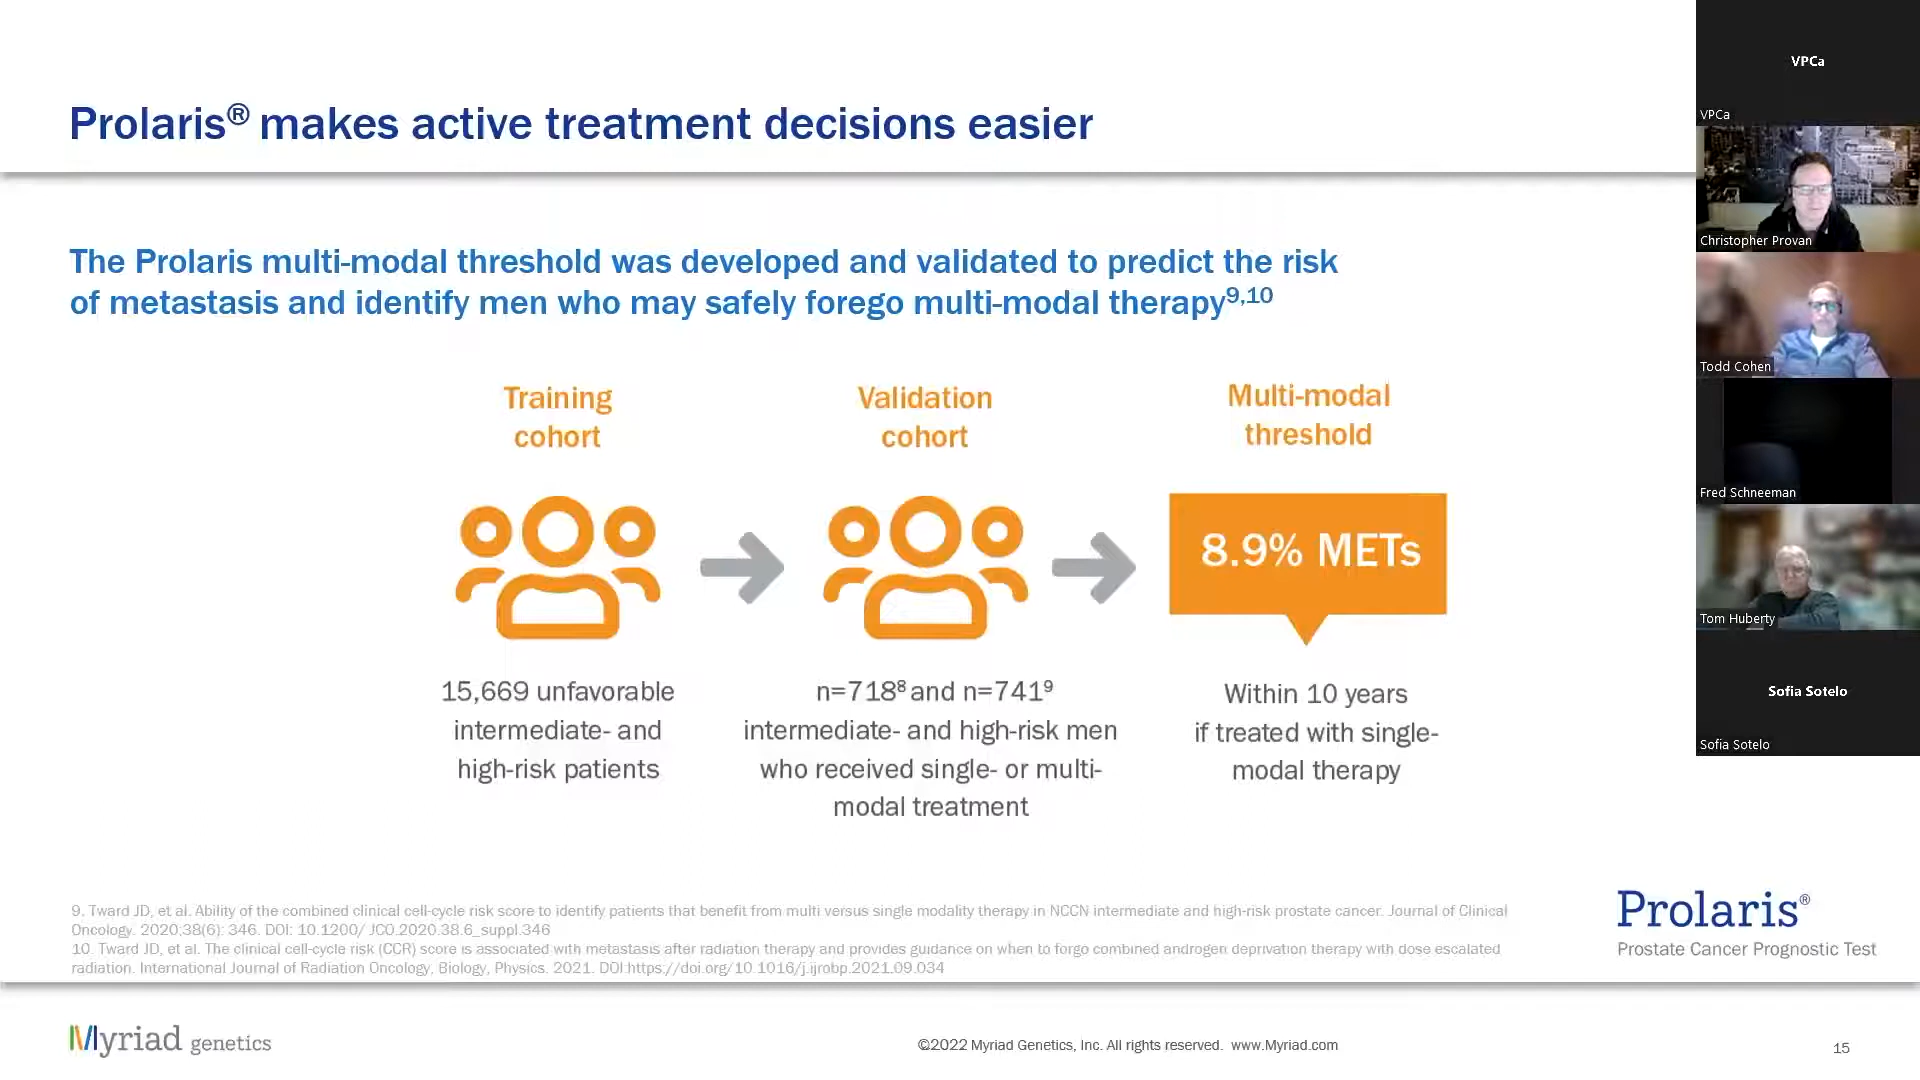 Prolaris® makes active treatment decisions easier
The Prolaris multi-modal threshold was developed and validated to predict the risk
of metastasis and identify men who may safely forego multi-modal therapy9,10
Training
cohort
15,669 unfavorable
intermediate- and
high-risk patients
Validation
cohort
n=718⁸ and n=741⁹
intermediate- and high-risk men
who received single- or multi-
modal treatment
Multi-modal
threshold
8.9% METs
Within 10 years
if treated with single-
modal therapy
9. Tward JD, et al. Ability of the combined clinical cell-cycle risk score to identify patients that benefit from multi versus single modality therapy in NCCN intermediate and high-risk prostate cancer. Journal of Clinical
Oncology. 2020;38(6): 346. DOI: 10.1200/ JCO.2020.38.6_suppl.346
10. Tward JD, et al. The clinical cell-cycle risk (CCR) score is associated with metastasis after radiation therapy and provides guidance on when to forgo combined androgen deprivation therapy with dose escalated
radiation. International Journal of Radiation Oncology, Biology, Physics. 2021. DOI:https://doi.org/10.1016/j.ijrobp.2021.09.034
Prolaris®
Prostate Cancer Prognostic Test
Myriad genetics
©2022 Myriad Genetics, Inc. All rights reserved. www.Myriad.com
15
VPCa
VPCa
Christopher Provan
Todd Cohen
Fred Schneeman
Tom Huberty
Sofia Sotelo
Sofia Sotelo